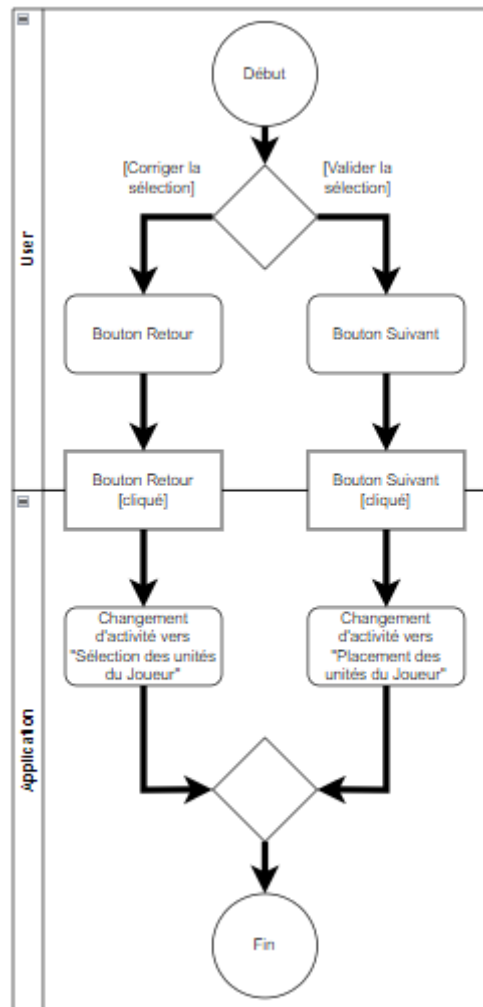 Début
[Corriger la
sélection]
[Valider la
sélection]
User
Bouton Retour
Bouton Suivant
Bouton Retour
[cliqué]
Bouton Suivant
[cliqué]
Application
Changement
d'activité vers
"Sélection des unités
du Joueur"
Changement
d'activité vers
"Placement des
unités du Joueur"
Fin